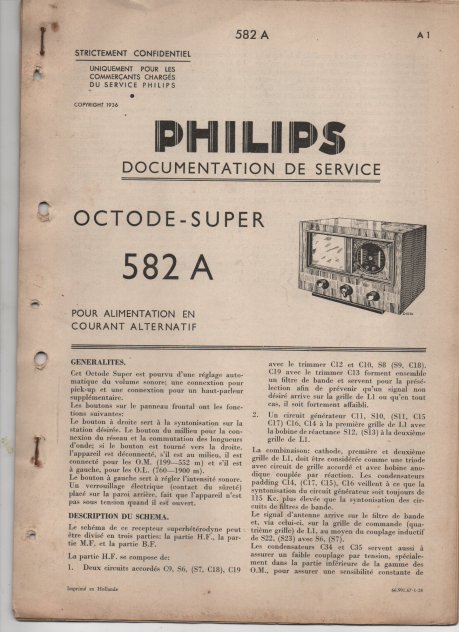 582 A
A 1
STRICTEMENT CONFIDENTIEL
UNIQUEMENT POUR LES
COMMERÇANTS CHARGÉS
DU SERVICE PHILIPS
COPYRIGHT 1936
PHILIPS
DOCUMENTATION DE SERVICE
OCTODE-SUPER
582 A
POUR ALIMENTATION EN
COURANT ALTERNATIF
GENERALITES.
Cet Octode Super est pourvu d'une réglage auto-
matique du volume sonore; une connextion pour
pick-up et une connexion pour un haut-parleur
supplémentaire.
Les boutons sur le panneau frontal ont les fonc-
tions suivantes:
Le bouton à droite sert à la syntonisation sur la
station désirée. Le bouton du milieu pour la con-
nexion du réseau et la commutation des longueurs
d'onde; si le bouton est tourné vers la droite,
l'appareil est déconnecté, s'il est au milieu, il est
connecté pour les O.M. (199—552 m) et s'il est
à gauche, pour les O.L. (760—1900 m).
Le bouton à gauche sert à régler l'intensité sonore.
Un verrouillage électrique (contact du sûreté)
placé sur la paroi arrière, fait que l'appareil n'est
pas sous tension quand il est ouvert.
DESCRIPTION DU SCHEMA.
Le schéma de ce recepteur superhétérodyne peut
être divisé en trois parties: la partie H.F., la par-
tie M.F. et la partie B.F.
La partie H.F. se compose de:
1. Deux circuits accordés C9, S6, (S7, C18), C19
avec le trimmer C12 et C10, S8 (S9, C18),
C19 avec le trimmer C13 forment ensemble
un filtre de bande et servent pour la présé-
lection afin de prévenir qu'un signal non
désiré arrive sur la grille de L1 ou qu'en tout
cas, il soit fortement affaibli.
2. Un circuit générateur C11, S10, (S11, C15
C17) C16, C14 à la première grille de L1 avec
la bobine de réactance S12, (S13) à la deuxième
grille de L1.
La combinaison: cathode, première et deuxième
grille de L1, doit être considérée comme une triode
avec circuit de grille accordé et avec bobine ano-
dique couplée par réaction. Les condensateurs
padding C14, (C17, C15), C16 veillent à ce que la
syntonisation du circuit générateur soit toujours de
115 Kc. plus élevée que la syntonisation des cir-
cuits de filtres de bande.
Le signal d'antenne arrive sur le filtre de bande
et, via celui-ci, sur la grille de commande (qua-
trième grille) de L1, au moyen du couplage inductif
de S22, (S23) avec S6, (S7).
Les condensateurs C34 et C35 servent aussi à
assurer un faible couplage par tension, spéciale-
ment dans la partie inférieure de la gamme des
O.M., pour assurer une sensibilité constante de
Imprimé en Hollande
66.991.67-1-28